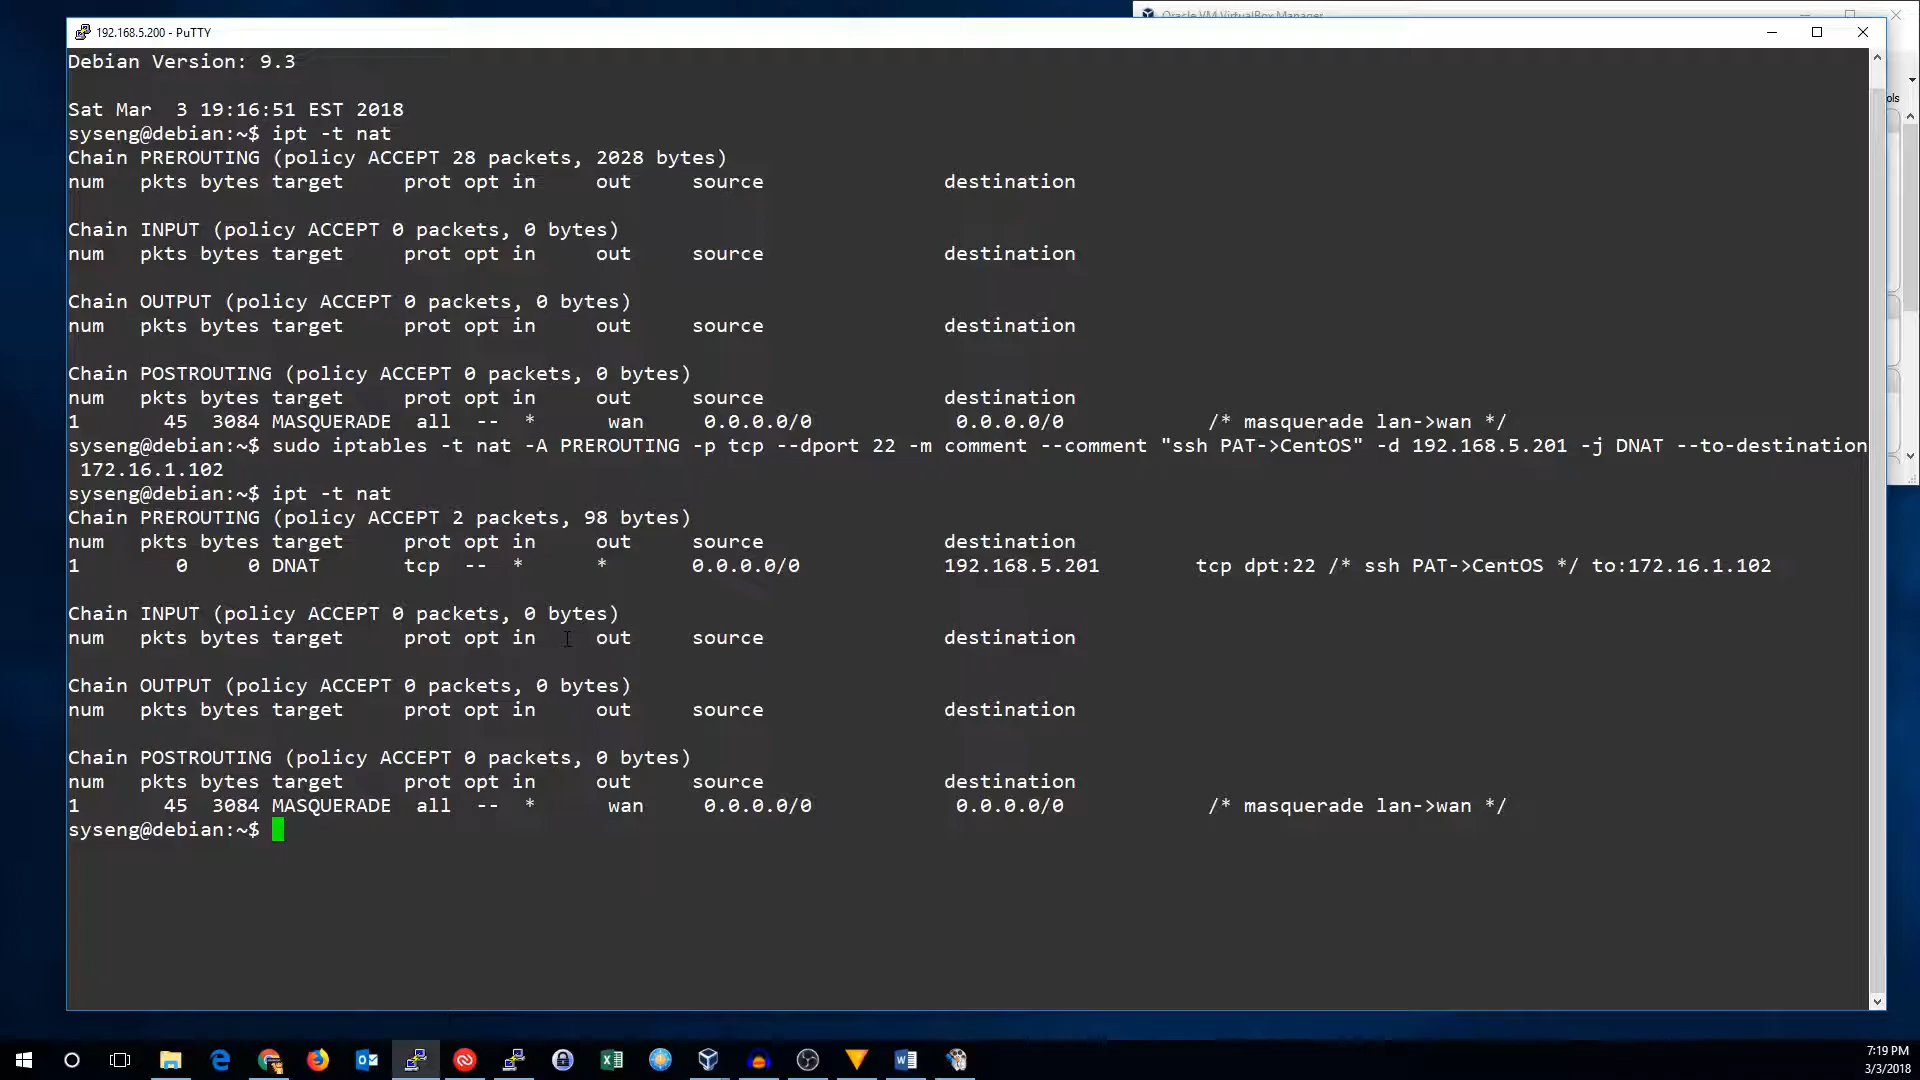 Oracle VM VirtualBox Manager
192.168.5.200 - PuTTY
Debian Version: 9.3
Sat Mar  3 19:16:51 EST 2018
syseng@debian:~$ ipt -t nat
Chain PREROUTING (policy ACCEPT 28 packets, 2028 bytes)
num   pkts bytes target     prot opt in     out     source               destination
Chain INPUT (policy ACCEPT 0 packets, 0 bytes)
num   pkts bytes target     prot opt in     out     source               destination
Chain OUTPUT (policy ACCEPT 0 packets, 0 bytes)
num   pkts bytes target     prot opt in     out     source               destination
Chain POSTROUTING (policy ACCEPT 0 packets, 0 bytes)
num   pkts bytes target     prot opt in     out     source               destination
1       45  3084 MASQUERADE  all  --  *      wan     0.0.0.0/0            0.0.0.0/0            /* masquerade lan->wan */
syseng@debian:~$ sudo iptables -t nat -A PREROUTING -p tcp --dport 22 -m comment --comment "ssh PAT->CentOS" -d 192.168.5.201 -j DNAT --to-destination
172.16.1.102
syseng@debian:~$ ipt -t nat
Chain PREROUTING (policy ACCEPT 2 packets, 98 bytes)
num   pkts bytes target     prot opt in     out     source               destination
1        0     0 DNAT       tcp  --  *      *       0.0.0.0/0            192.168.5.201        tcp dpt:22 /* ssh PAT->CentOS */ to:172.16.1.102
Chain INPUT (policy ACCEPT 0 packets, 0 bytes)
num   pkts bytes target     prot opt in     out     source               destination
Chain OUTPUT (policy ACCEPT 0 packets, 0 bytes)
num   pkts bytes target     prot opt in     out     source               destination
Chain POSTROUTING (policy ACCEPT 0 packets, 0 bytes)
num   pkts bytes target     prot opt in     out     source               destination
1       45  3084 MASQUERADE  all  --  *      wan     0.0.0.0/0            0.0.0.0/0            /* masquerade lan->wan */
syseng@debian:~$
7:19 PM
3/3/2018